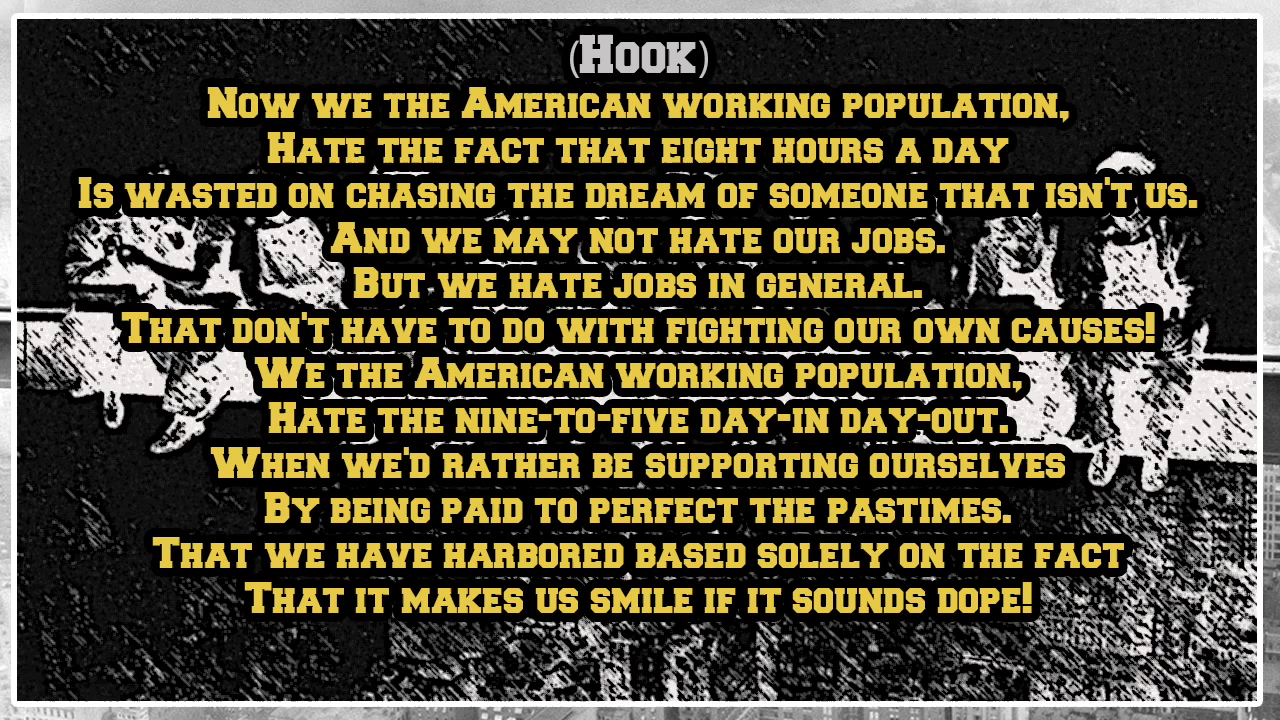 (Hook)
Now we the American working population,
Hate the fact that eight hours a day
Is wasted on chasing the dream of someone that isn't us.
And we may not hate our jobs.
But we hate jobs in general.
That don't have to do with fighting our own causes!
We the American working population,
Hate the nine-to-five day-in day-out.
When we'd rather be supporting ourselves
By being paid to perfect the pastimes.
That we have harbored based solely on the fact
That it makes us smile if it sounds dope!